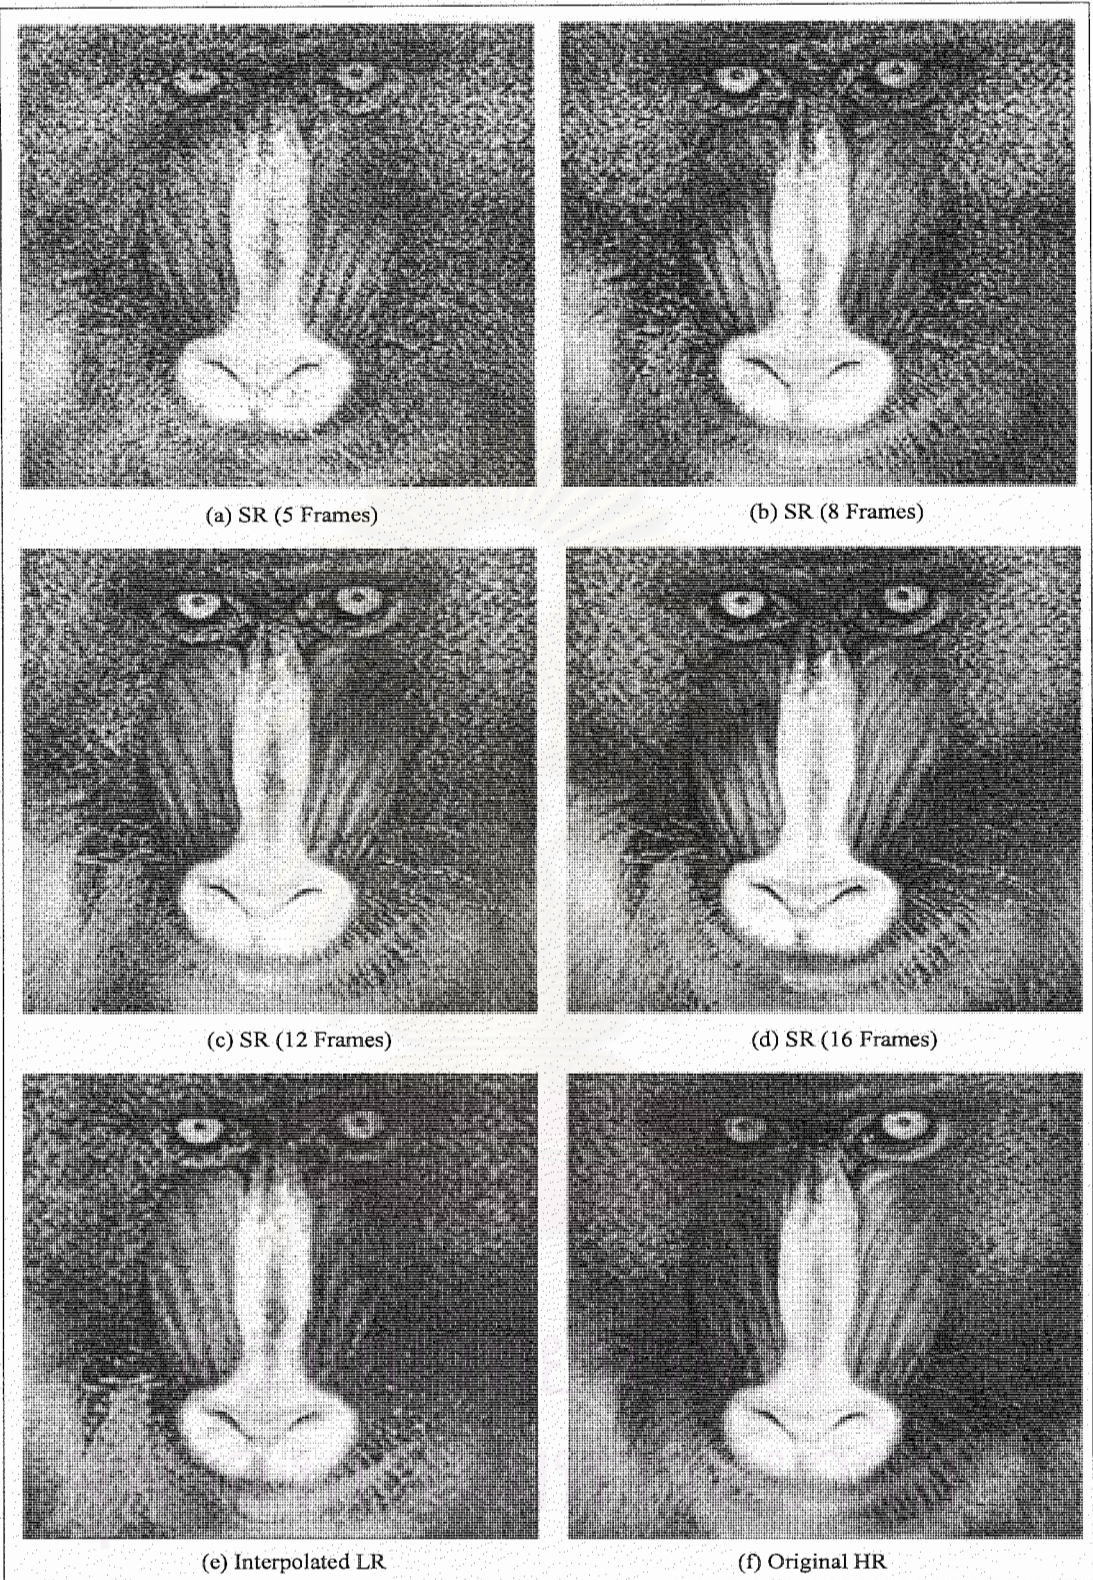 (a) SR (5 Frames)
(b) SR (8 Frames)
(c) SR (12 Frames)
(d) SR (16 Frames)
(e) Interpolated LR
(f) Original HR